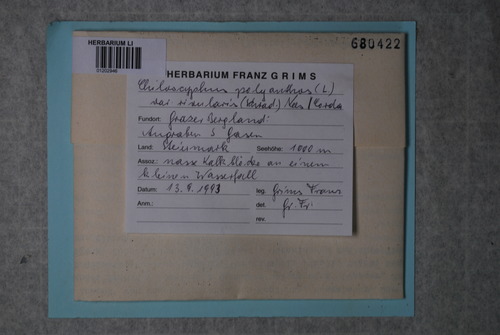 680422
HERBARIUM LI
HERBARIUM FRANZ GRIMS
Chiloscyphus polyanthos (L.)
var rivularis (Schrad.) Nees
Fundort: Grazer Bergland:
S Gasen
Land: Steiermark Seehöhe: 1000 m
Assoz.: nasse Kalkblöcke an einem
kleinen Wasserfall
Datum: 13.9.1993 leg. Grims Franz
Anm.: det. Gr. Fr.
rev.